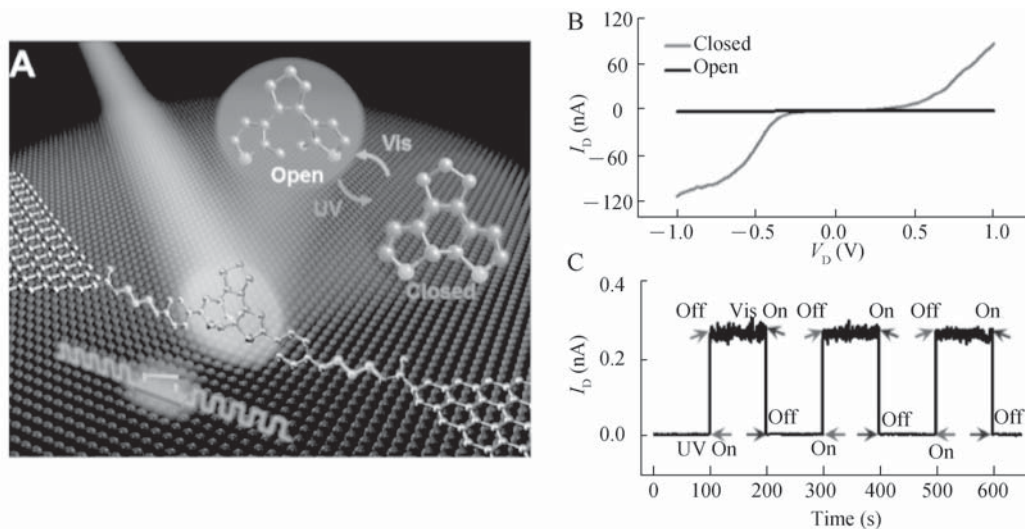 A
Open
Vis
UV
Closed
B
120
60
0
−60
−120
I_D (nA)
Closed
Open
−1.0 −0.5 0.0 0.5 1.0
V_D (V)
C
0.4
0.2
0.0
I_D (nA)
Off Vis On Off On Off On
Off Off Off
UV On On On
0 100 200 300 400 500 600
Time (s)